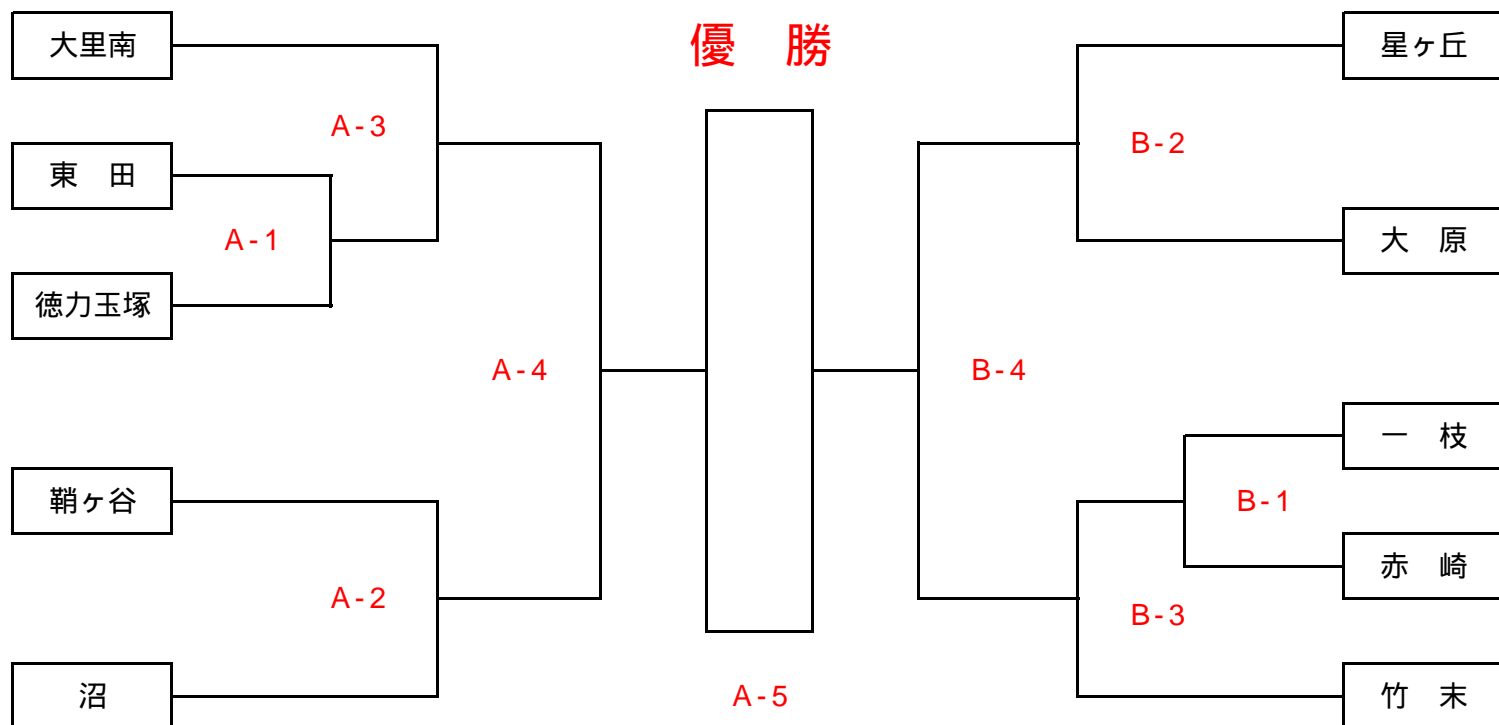 大里南
優　勝
星ヶ丘
A-3
B-2
東　田
A-1
大　原
徳力玉塚
A-4
B-4
一　枝
鞘ヶ谷
B-1
赤　崎
A-2
B-3
沼
A-5
竹　末